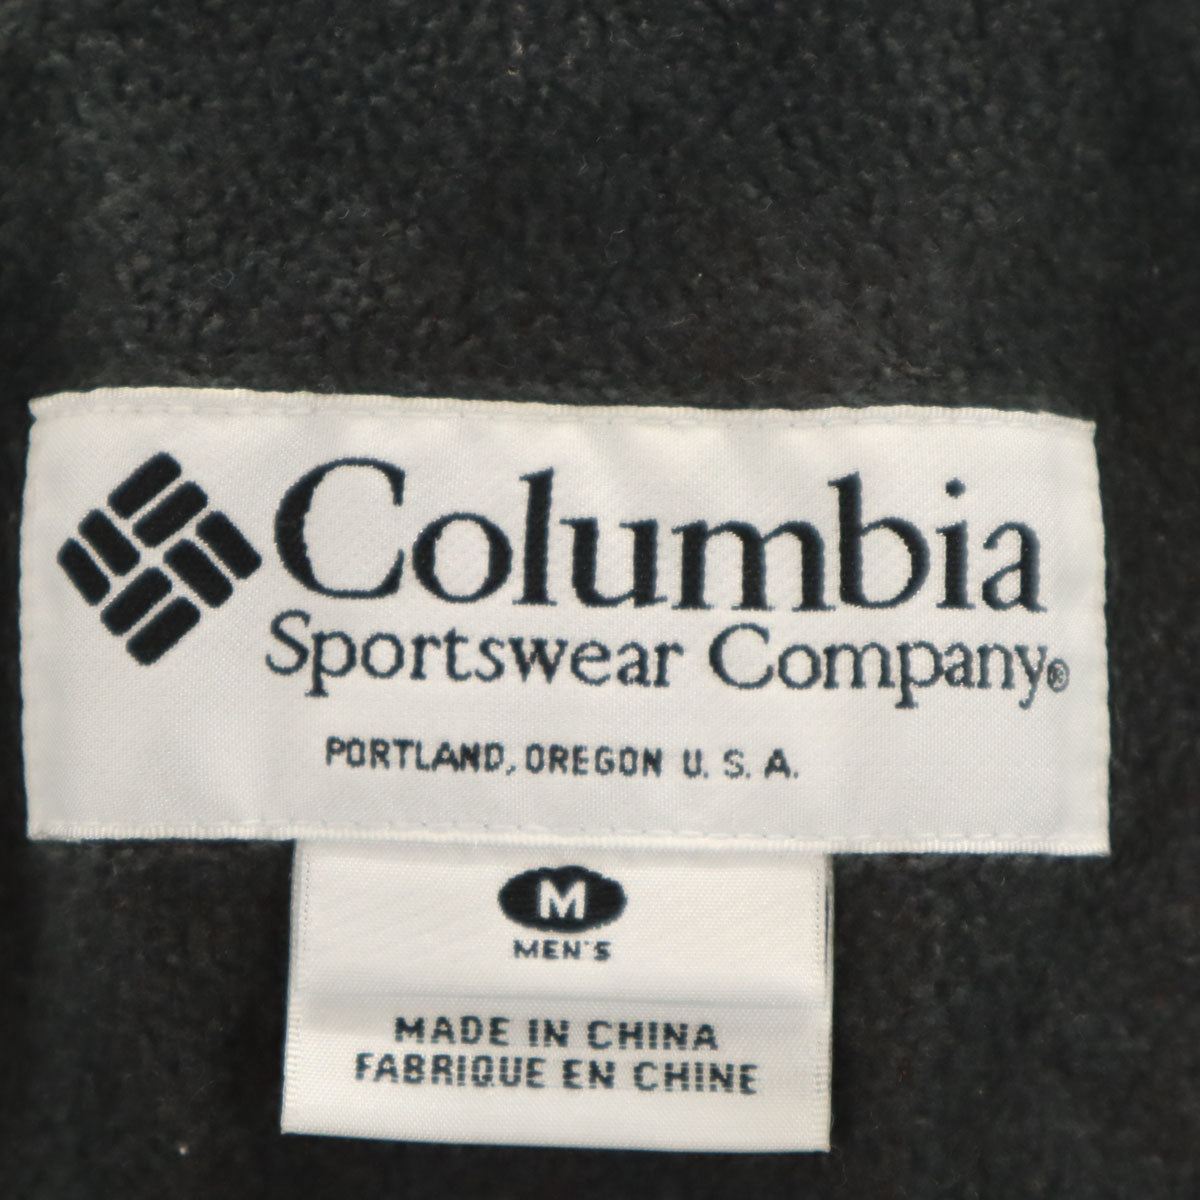 Columbia
Sportswear Company®
PORTLAND, OREGON U.S.A.
M
MEN'S
MADE IN CHINA
FABRIQUE EN CHINE